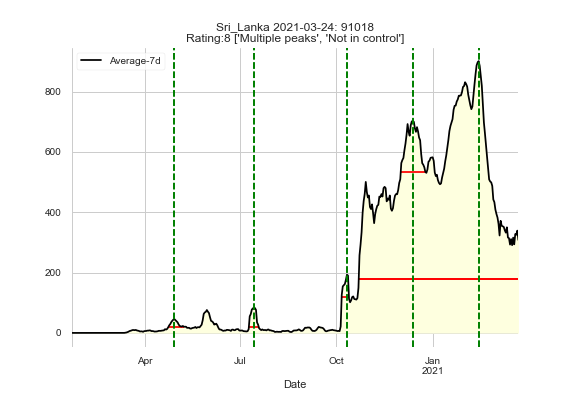 Sri_Lanka 2021-03-24: 91018
Rating:8 ['Multiple peaks', 'Not in control']
Average-7d
800
600
400
200
0
Apr
Jul
Oct
Jan
2021
Date